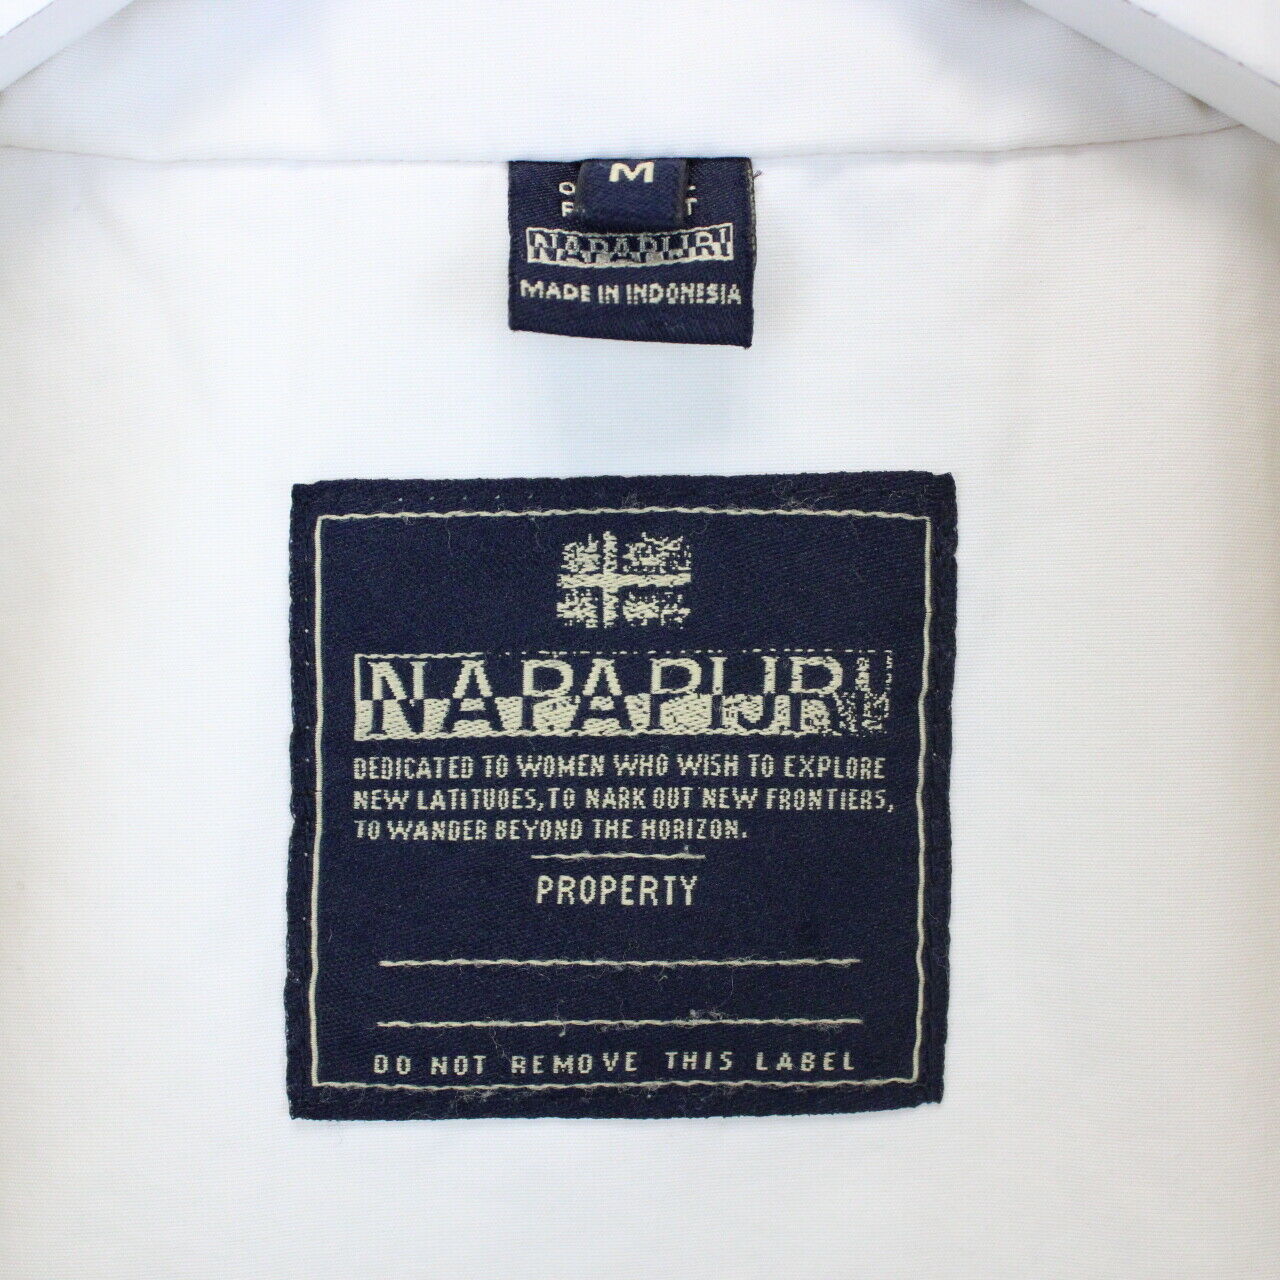 M
NAPAPIJRI
MADE IN INDONESIA
NAPAPIJRI
DEDICATED TO WOMEN WHO WISH TO EXPLORE
NEW LATITUDES, TO NARK OUT NEW FRONTIERS,
TO WANDER BEYOND THE HORIZON.
PROPERTY
DO NOT REMOVE THIS LABEL